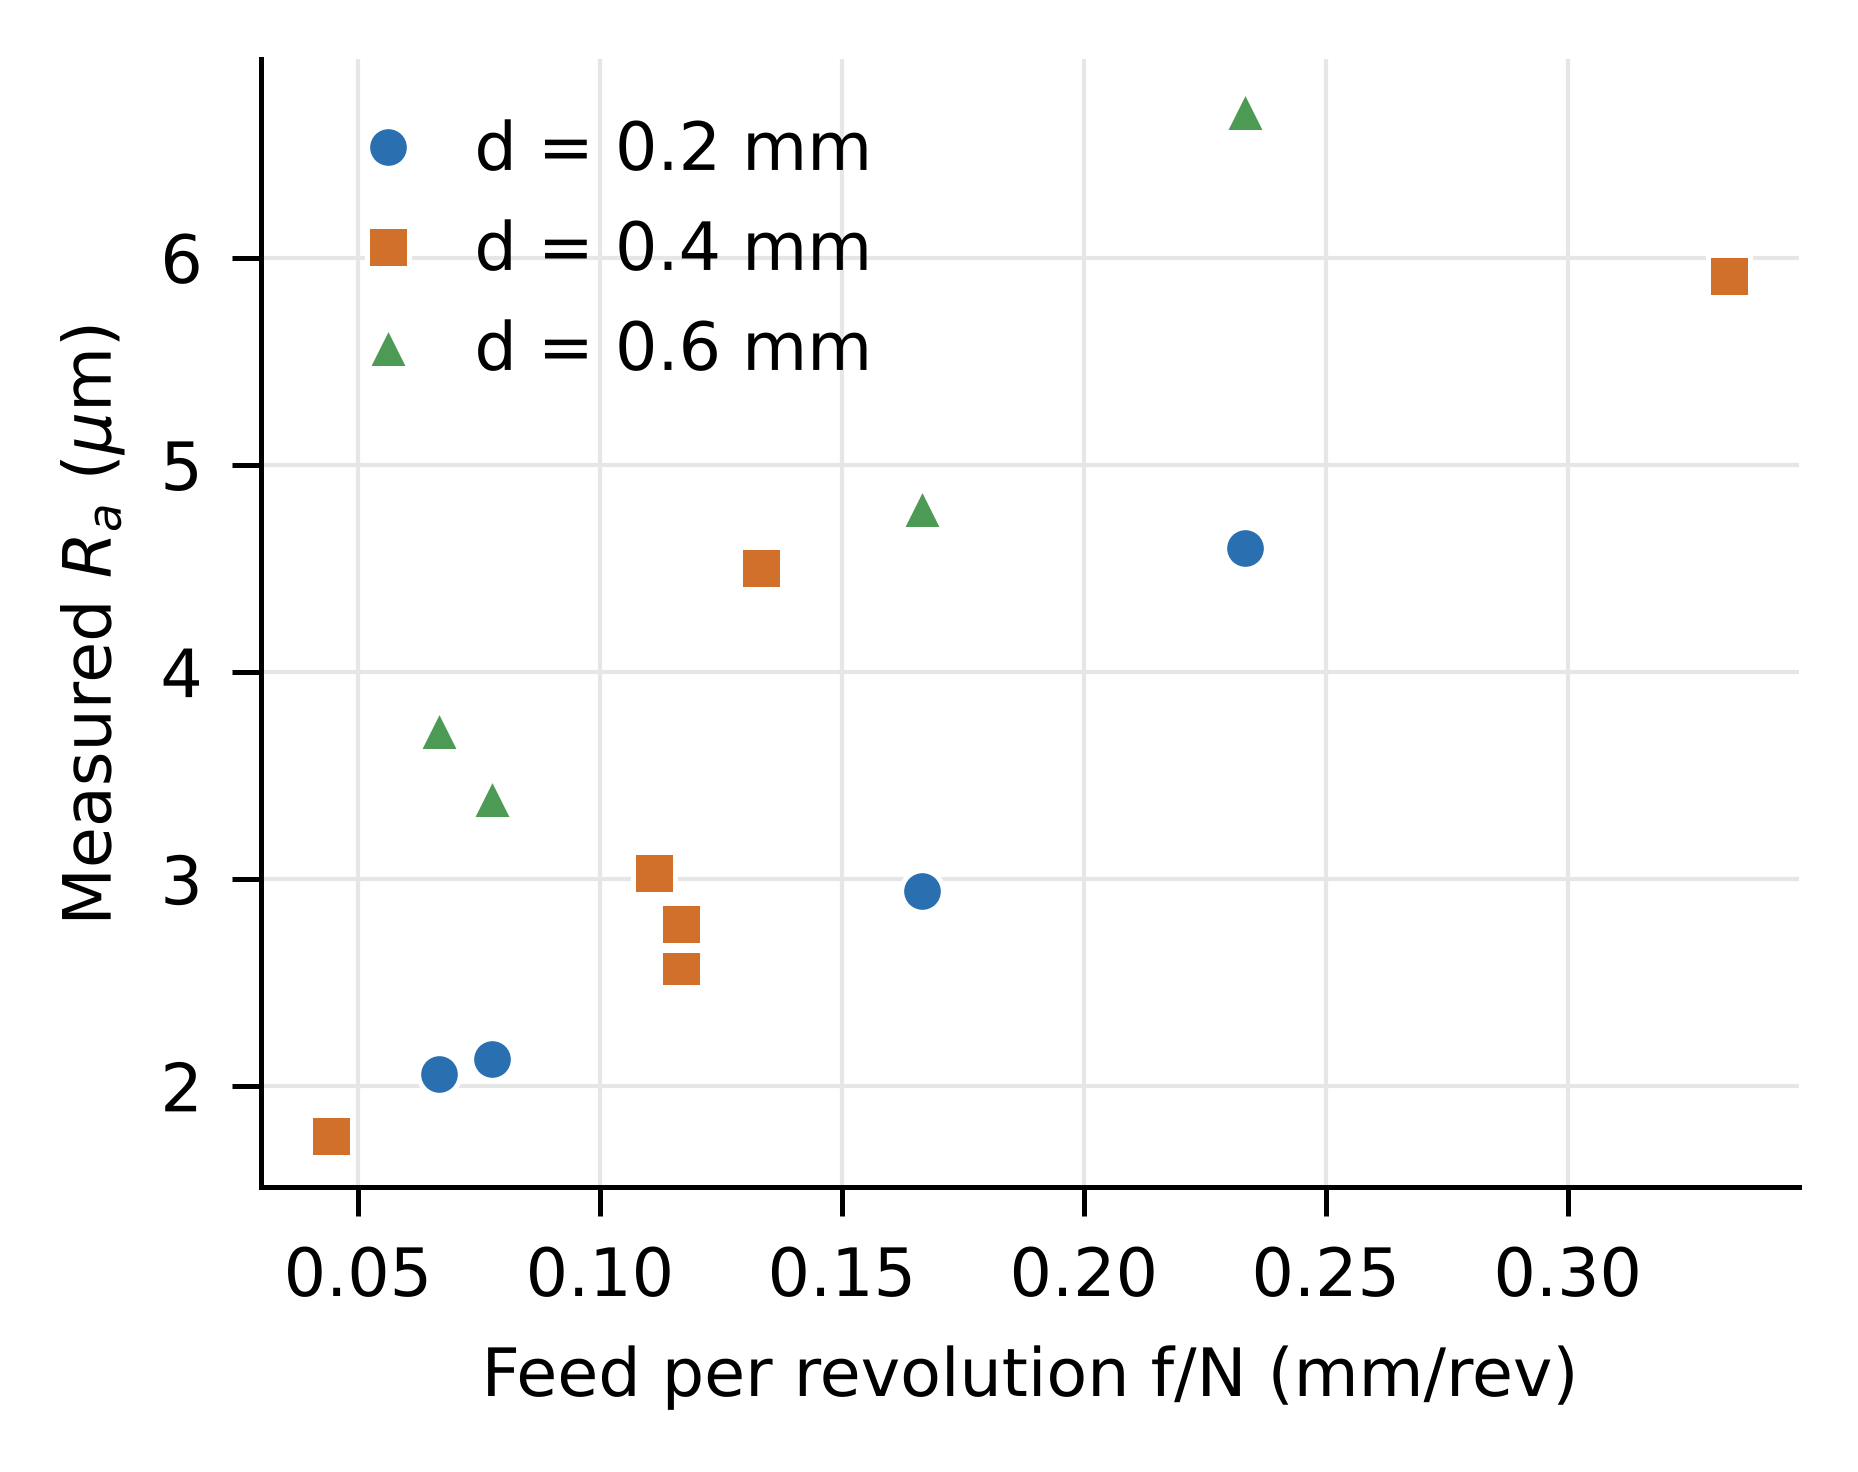 d = 0.2 mm
d = 0.4 mm
d = 0.6 mm
Measured Rₐ (μm)
6
5
4
3
2
0.05 0.10 0.15 0.20 0.25 0.30
Feed per revolution f/N (mm/rev)